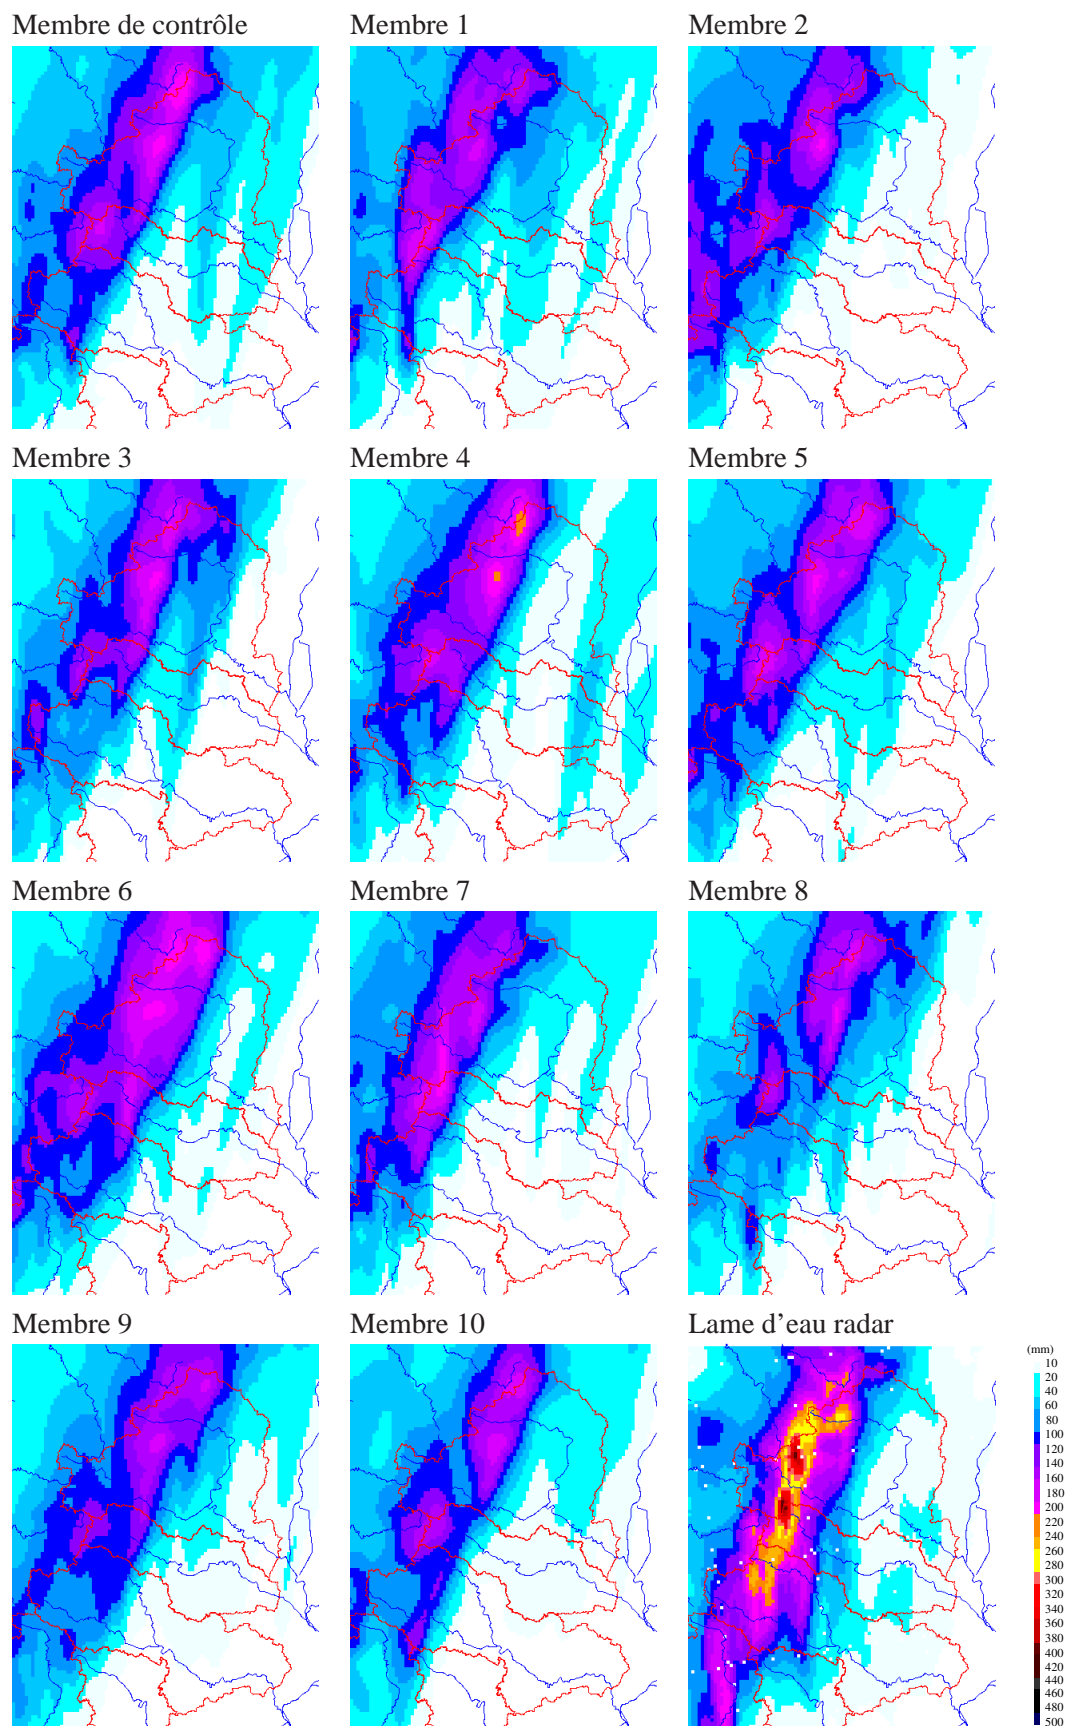 Membre de contrôle
Membre 1
Membre 2
Membre 3
Membre 4
Membre 5
Membre 6
Membre 7
Membre 8
Membre 9
Membre 10
Lame d'eau radar
(mm)
10
20
40
60
80
100
120
140
160
180
200
220
240
260
280
300
320
340
360
380
400
420
440
460
480
500